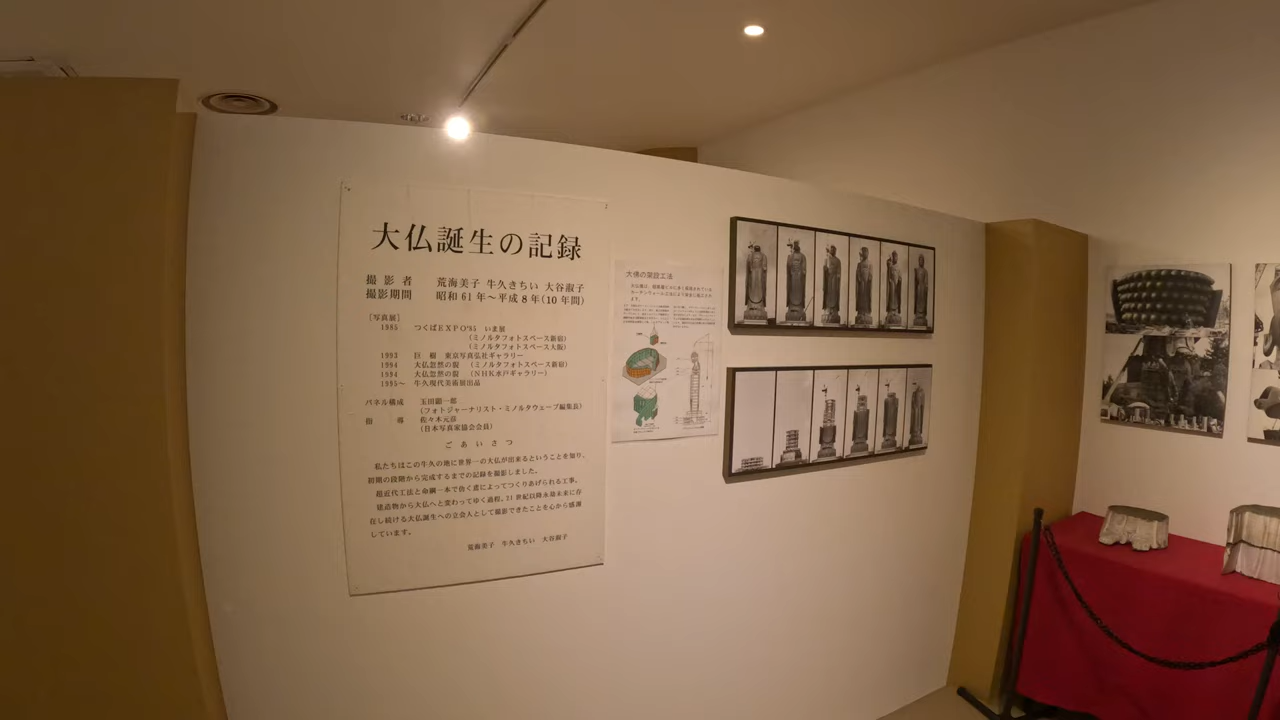 大仏誕生の記録
撮影者 荒海美子 牛久きちい 大谷淑子
撮影期間 昭和61年～平成8年(10年間)
[写真展]
1985 つくばEXPO'85 いま展
(ミノルタフォトスペース新宿)
(ミノルタフォトスペース大阪)
1993 巨樹 東京写真弘社ギャラリー
1994 大仏忽然の貌 (ミノルタフォトスペース新宿)
1994 大仏忽然の貌 (NHK水戸ギャラリー)
1995～ 牛久現代美術展出品
パネル構成 玉田顕一郎
(フォトジャーナリスト・ミノルタウェーブ編集長)
指導 佐々木元彦
(日本写真家協会会員)
ごあいさつ
私たちはこの牛久の地に世界一の大仏が出来るということを知り、
初期の段階から完成するまでの記録を撮影しました。
超近代工法と命綱一本で働く鳶によってつくりあげられる工事。
建造物から大仏へと変わってゆく過程。21世紀以降永劫未来に存
在し続ける大仏誕生への立会人として撮影できたことを心から感謝
しています。
荒海美子 牛久きちい 大谷淑子
大佛の架設工法